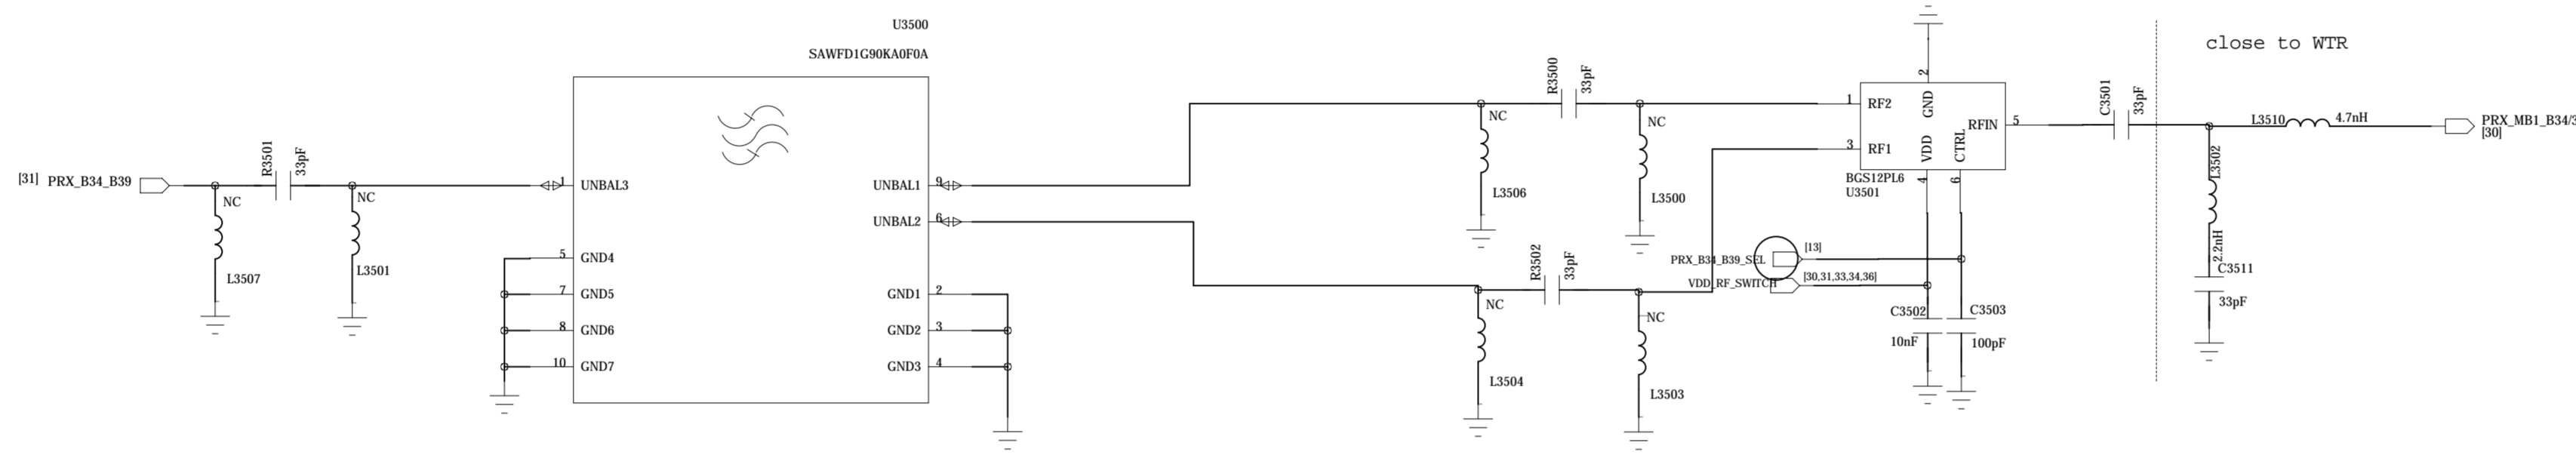 U3500
SAWFD1G90KA0F0A
close to WTR
[31] PRX_B34_B39
R3501
33pF
NC
NC
L3507
L3501
1
UNBAL3
UNBAL1
9
UNBAL2
6
5
GND4
7
GND5
8
GND6
10
GND7
GND1
2
GND2
3
GND3
4
R3500
33pF
NC
NC
L3506
L3500
R3502
33pF
NC
NC
L3504
L3503
2
1
RF2
GND
3
RF1
VDD
CTRL
RFIN
5
4
6
BGS12PL6
U3501
PRX_B34_B39_SEL
[13]
VDD_RF_SWITCH
[30,31,33,34,36]
C3502
10nF
C3503
100pF
C3501
33pF
L3510
4.7nH
PRX_MB1_B34/3
[30]
L3502
2.2nH
C3511
33pF